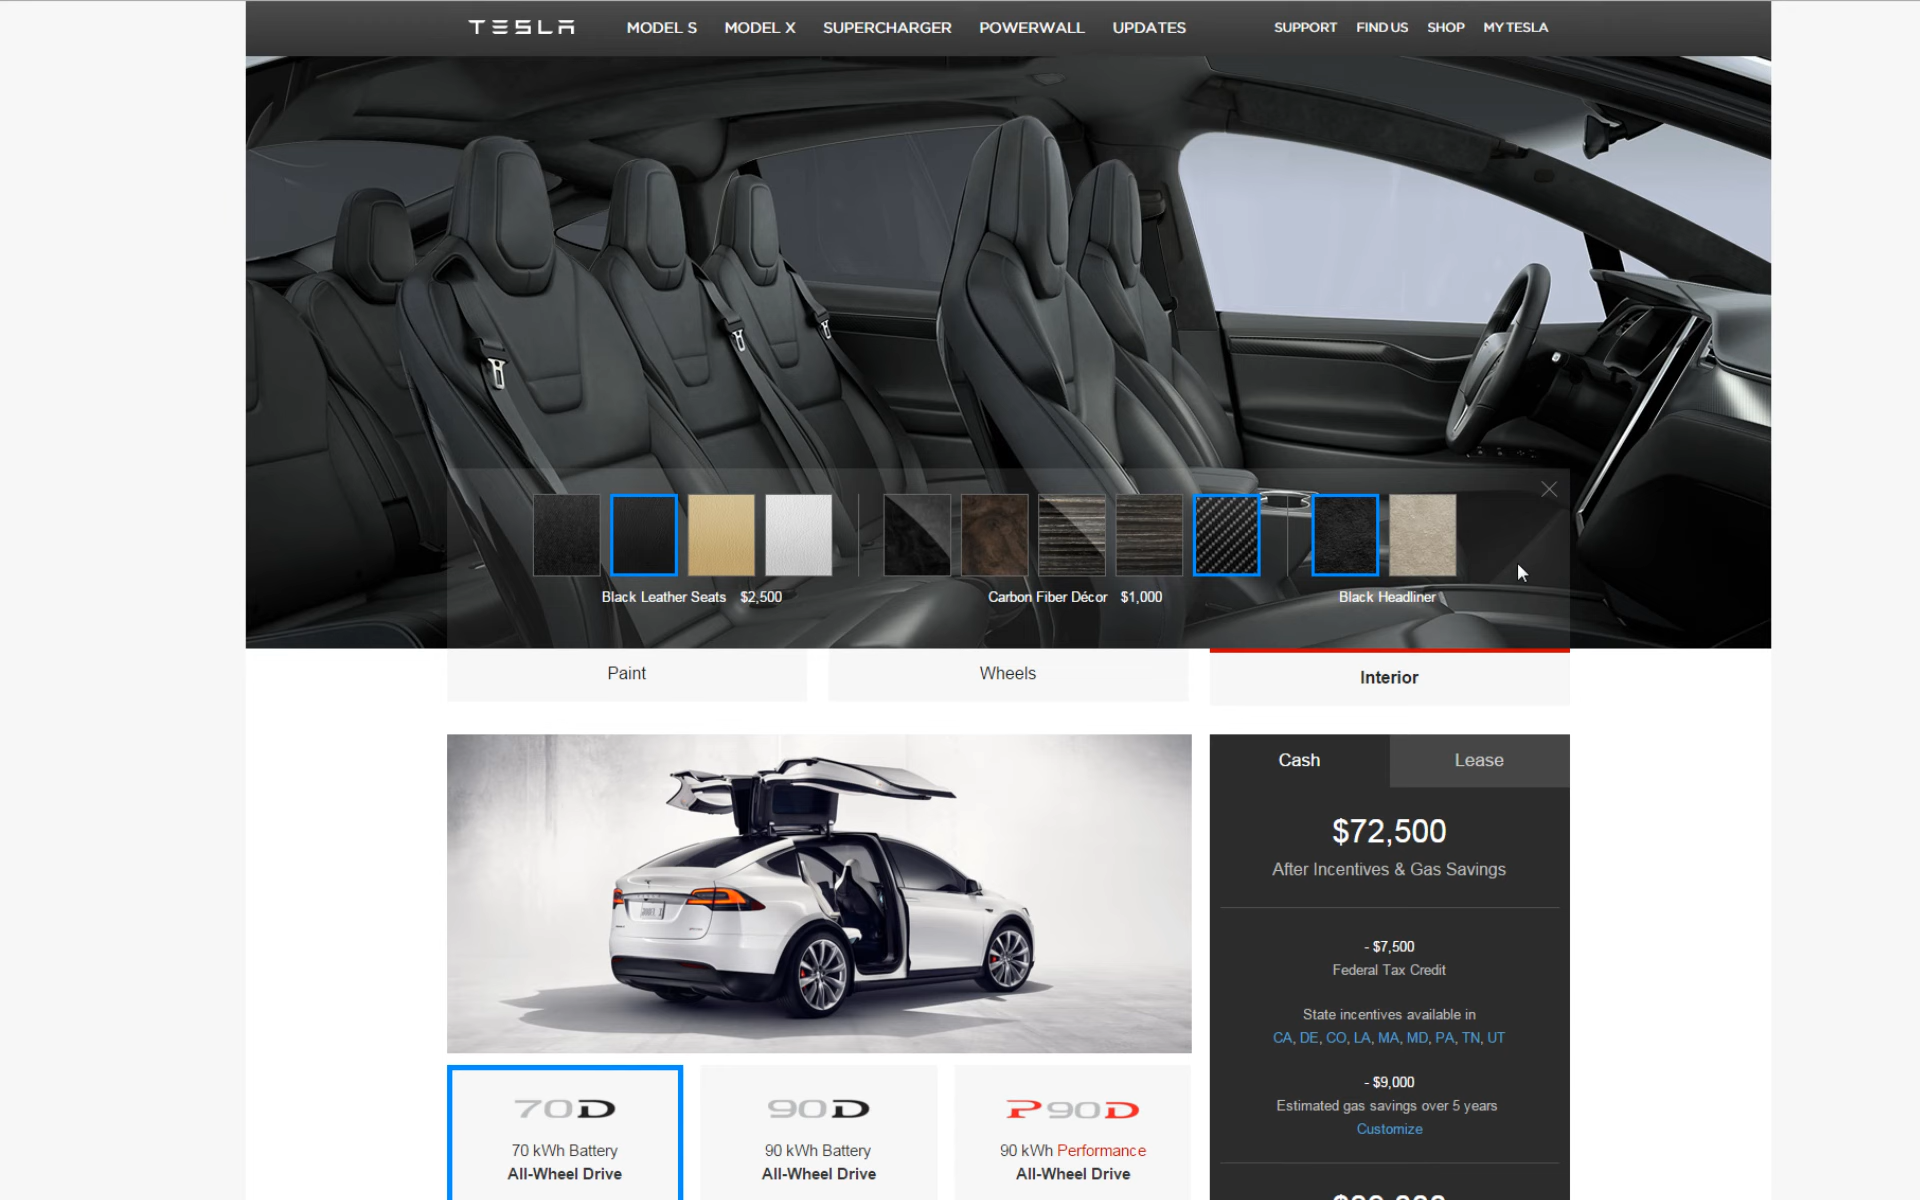 TESLA MODEL S MODEL X SUPERCHARGER POWERWALL UPDATES SUPPORT FIND US SHOP MY TESLA
Black Leather Seats $2,500
Carbon Fiber Décor $1,000
Black Headliner
Paint
Wheels
Interior
Cash
Lease
$72,500
After Incentives & Gas Savings
- $7,500
Federal Tax Credit
State incentives available in
CA, DE, CO, LA, MA, MD, PA, TN, UT
- $9,000
Estimated gas savings over 5 years
Customize
70D
70 kWh Battery
All-Wheel Drive
90D
90 kWh Battery
All-Wheel Drive
P90D
90 kWh Performance
All-Wheel Drive